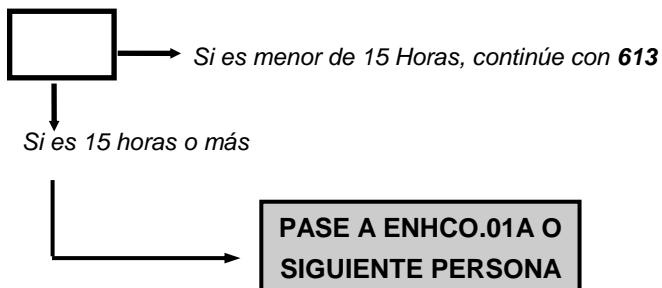 Si es menor de 15 Horas, continúe con 613
Si es 15 horas o más
PASE A ENHCO.01A O
SIGUIENTE PERSONA